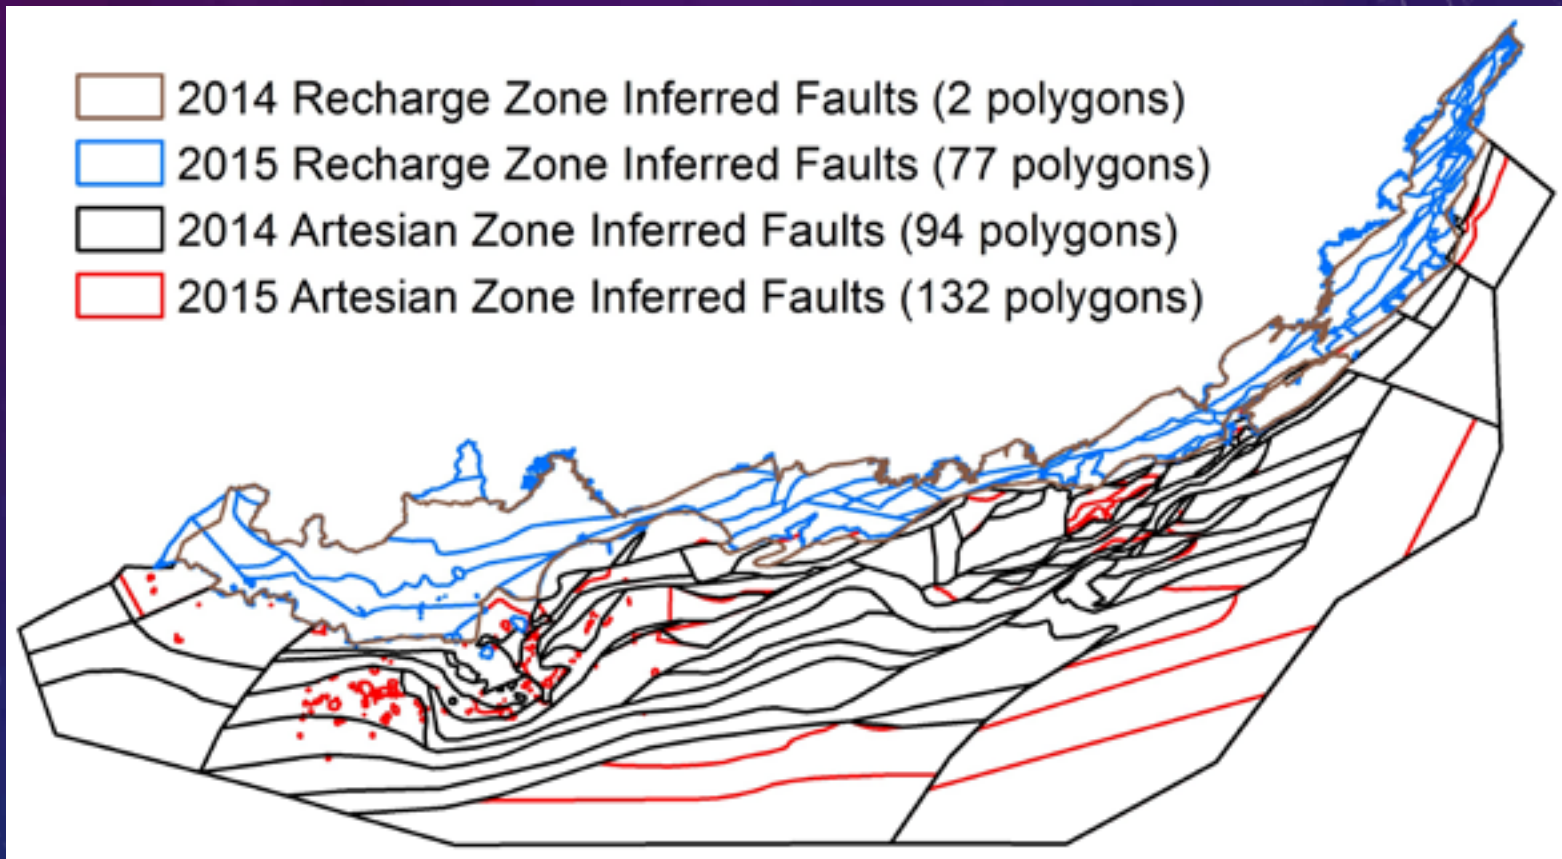 2014 Recharge Zone Inferred Faults (2 polygons)
2015 Recharge Zone Inferred Faults (77 polygons)
2014 Artesian Zone Inferred Faults (94 polygons)
2015 Artesian Zone Inferred Faults (132 polygons)